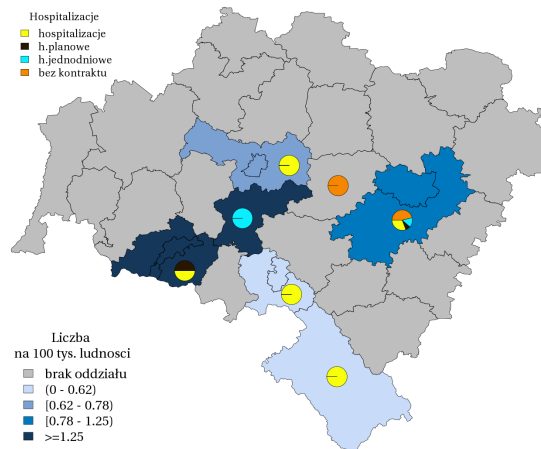 Hospitalizacje
hospitalizacje
h.planowe
h.jednodniowe
bez kontraktu
Liczba
na 100 tys. ludnosci
brak oddziału
(0 - 0.62)
[0.62 - 0.78)
[0.78 - 1.25)
>=1.25